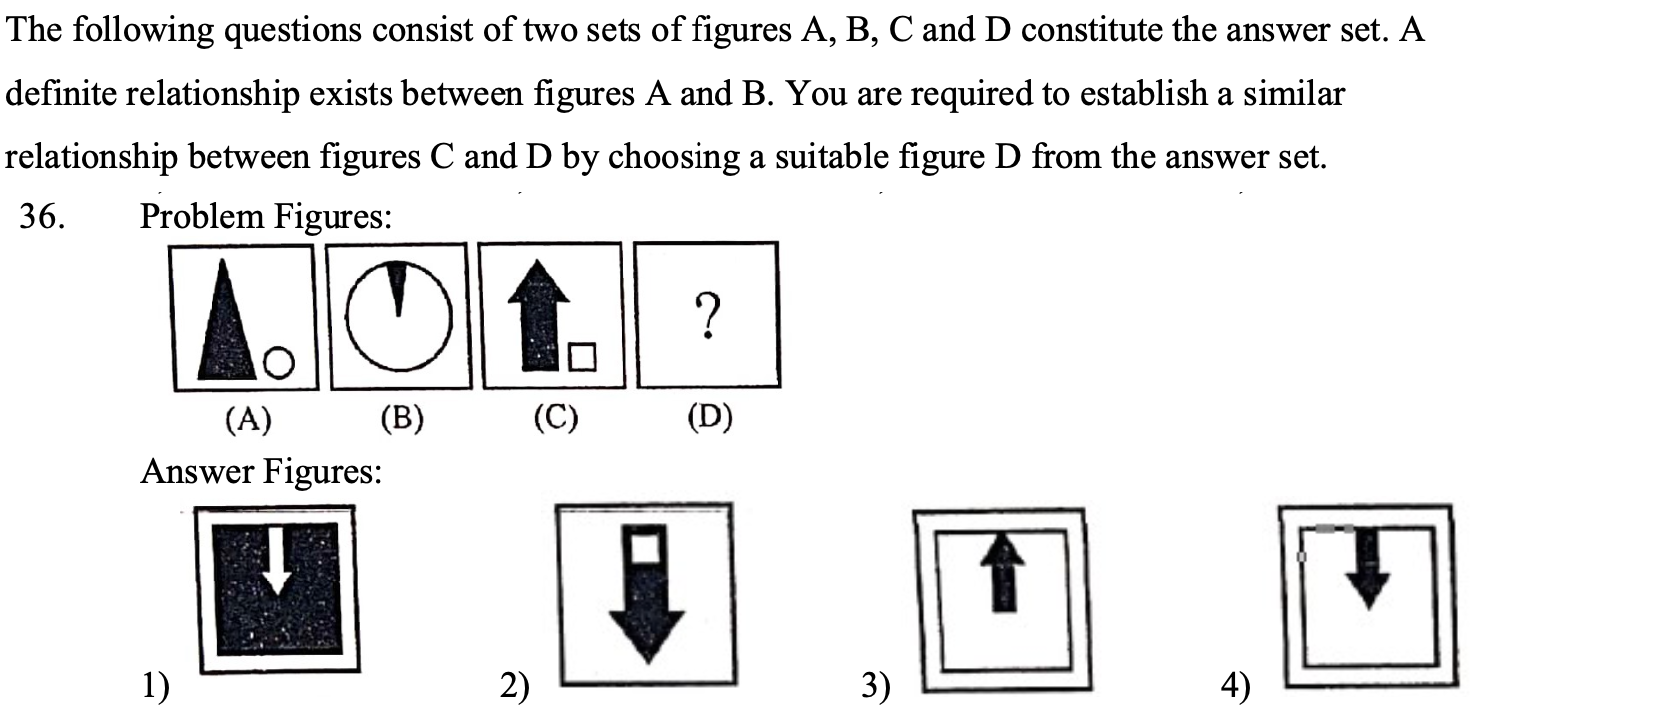 The following questions consist of two sets of figures A, B, C and D constitute the answer set. A
definite relationship exists between figures A and B. You are required to establish a similar
relationship between figures C and D by choosing a suitable figure D from the answer set.
36. Problem Figures:
?
(A) (B) (C) (D)
Answer Figures:
1) 2) 3) 4)